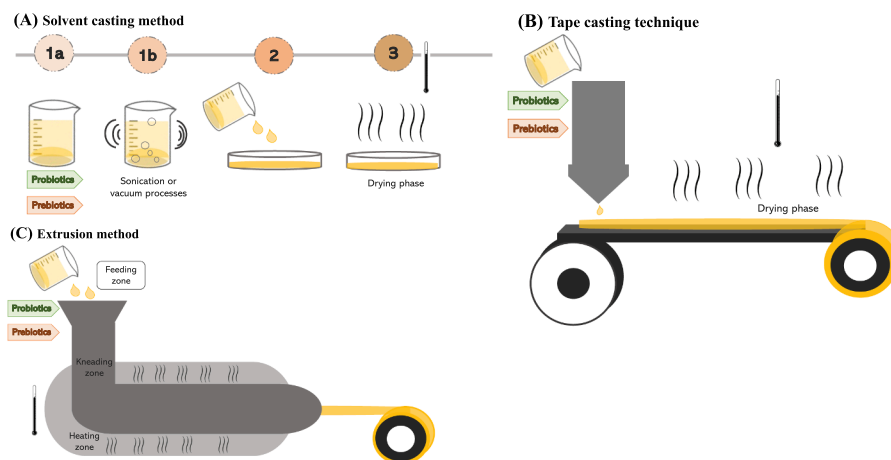 (A) Solvent casting method
1a
1b
2
3
Probiotics
Prebiotics
Sonication or
vacuum processes
Drying phase
(B) Tape casting technique
Probiotics
Prebiotics
Drying phase
(C) Extrusion method
Feeding
zone
Probiotics
Prebiotics
Kneading
zone
Heating
zone